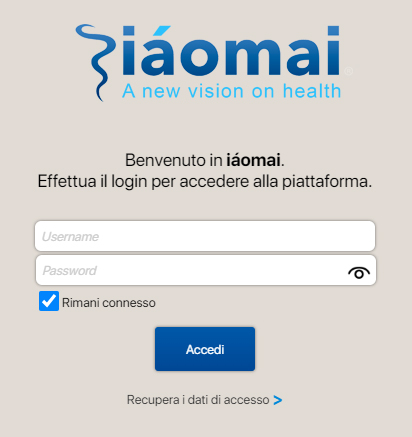 iáomai
A new vision on health
Benvenuto in iáomai.
Effettua il login per accedere alla piattaforma.
Username
Password
Rimani connesso
Accedi
Recupera i dati di accesso >